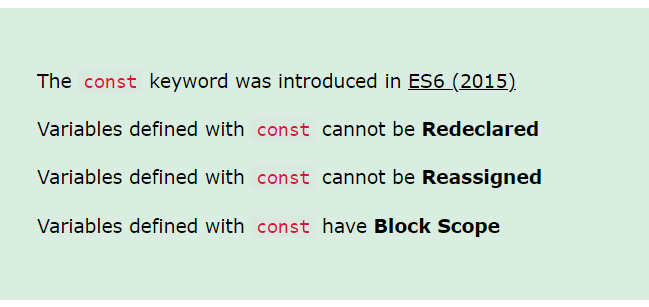 The const keyword was introduced in ES6 (2015)
Variables defined with const cannot be Redeclared
Variables defined with const cannot be Reassigned
Variables defined with const have Block Scope